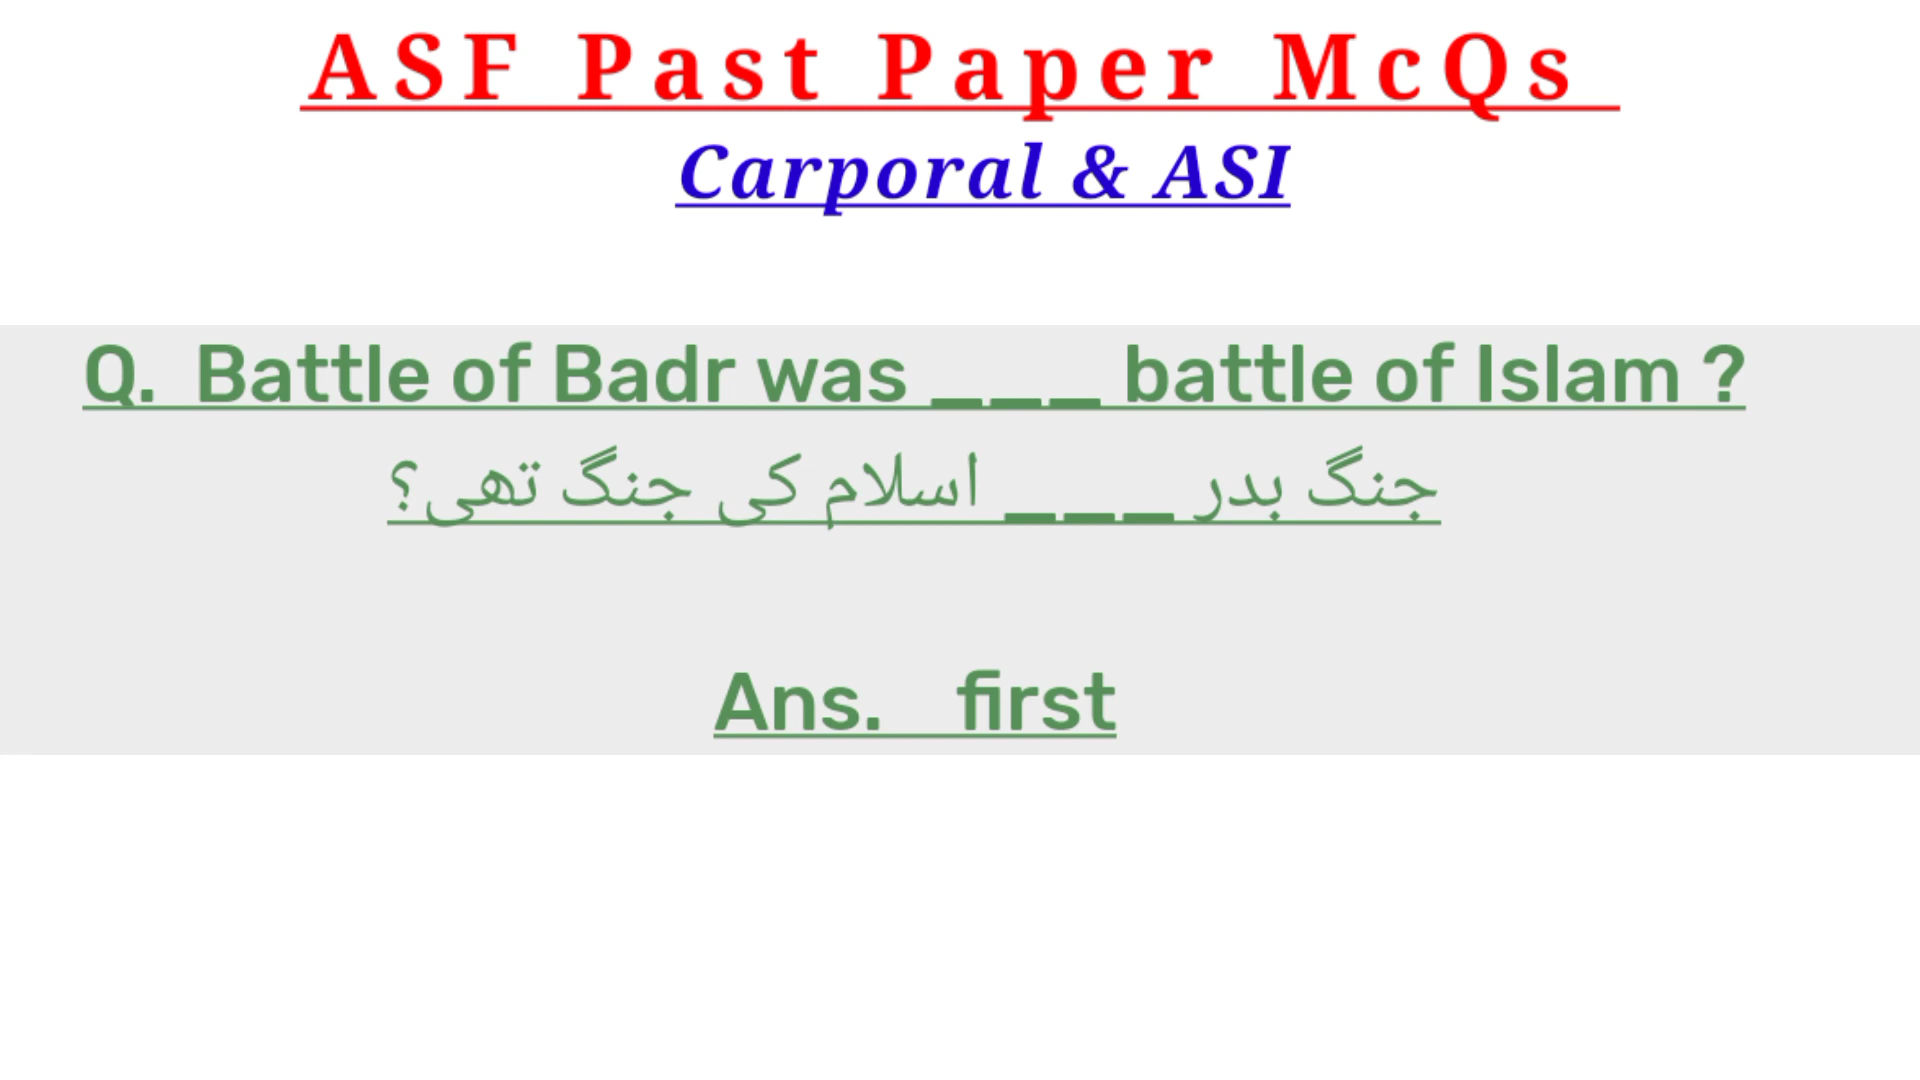 ASF Past Paper McQs
Carporal & ASI
Q. Battle of Badr was ___ battle of Islam ?
جنگ بدر ___ اسلام کی جنگ تھی؟
Ans. first